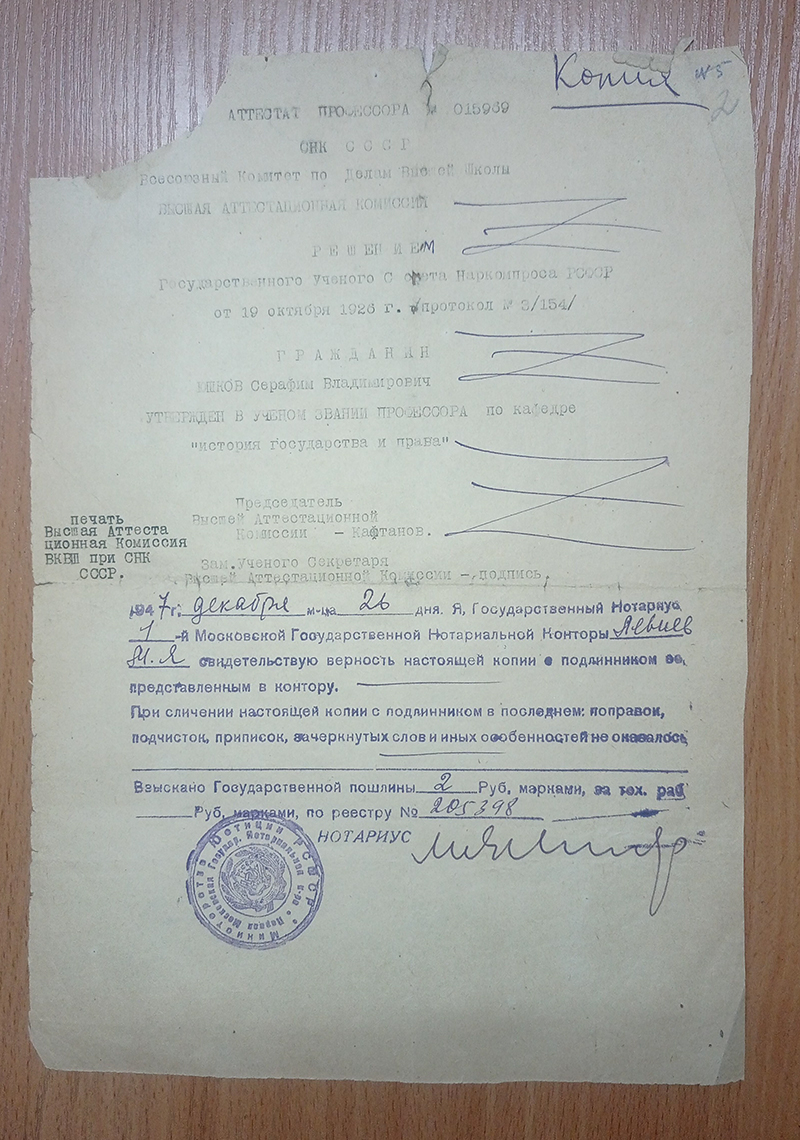 Копия
№5
2
АТТЕСТАТ ПРОФЕССОРА № 015969
СНК СССР
Всесоюзный Комитет по Делам Высшей Школы
ВЫСШАЯ АТТЕСТАЦИОННАЯ КОМИССИЯ
РЕШЕНИЕМ
Государственного Ученого Совета Наркомпроса РСФСР
от 19 октября 1926 г. /протокол № 3/154/
ГРАЖДАНИН
ЮШКОВ Серафим Владимирович
УТВЕРЖДЕН В УЧЕНОМ ЗВАНИИ ПРОФЕССОРА по кафедре
"история государства и права"
Председатель
Высшей Аттестационной
Комиссии - Кафтанов.
печать
Высшая Аттеста
ционная Комиссия
ВКВШ при СНК
СССР.
Зам. Ученого Секретаря
Высшей Аттестационной Комиссии -, подпись.
1947 г. декабря м-ца 26 дня. Я, Государственный Нотариус
1-й Московской Государственной Нотариальной Конторы
свидетельствую верность настоящей копии с подлинником
представленным в контору.
При сличении настоящей копии с подлинником в последнем: поправок,
подчисток, приписок, зачеркнутых слов и иных особенностей не оказалось
Взыскано Государственной пошлины 2 Руб, марками, за тех. раб
Руб, марками, по реестру № 205398
НОТАРИУС
Министерство Юстиции РСФСР